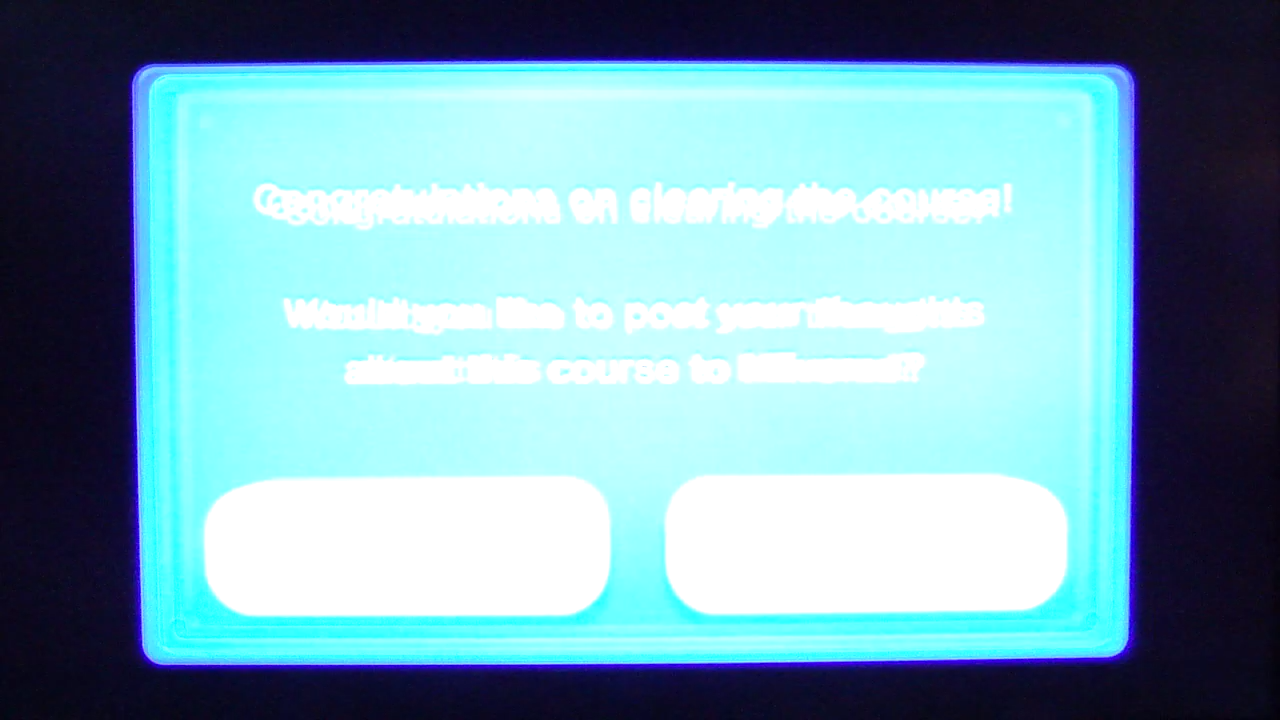 Congratulations on clearing the course!
Would you like to post your thoughts
about this course to Miiverse?